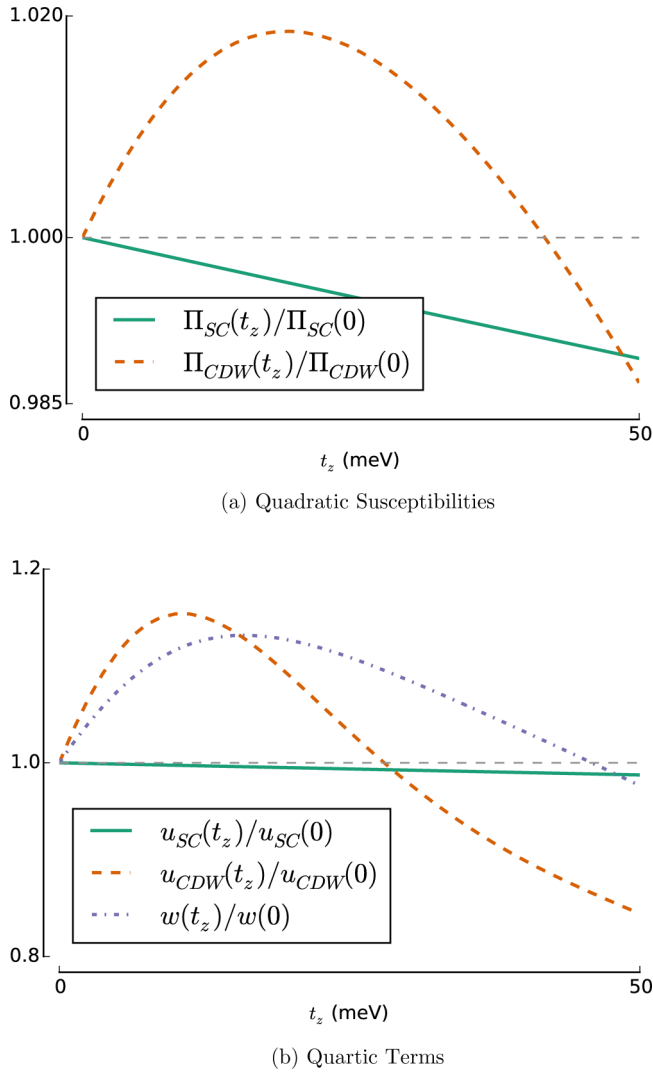 1.020
1.000
0.985
Π_SC(t_z)/Π_SC(0)
Π_CDW(t_z)/Π_CDW(0)
0
50
t_z (meV)
(a) Quadratic Susceptibilities
1.2
1.0
0.8
u_SC(t_z)/u_SC(0)
u_CDW(t_z)/u_CDW(0)
w(t_z)/w(0)
0
50
t_z (meV)
(b) Quartic Terms